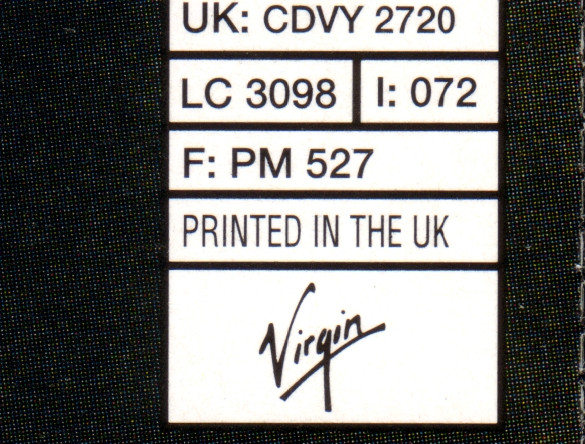 UK: CDVY 2720
LC 3098 I: 072
F: PM 527
PRINTED IN THE UK
Virgin